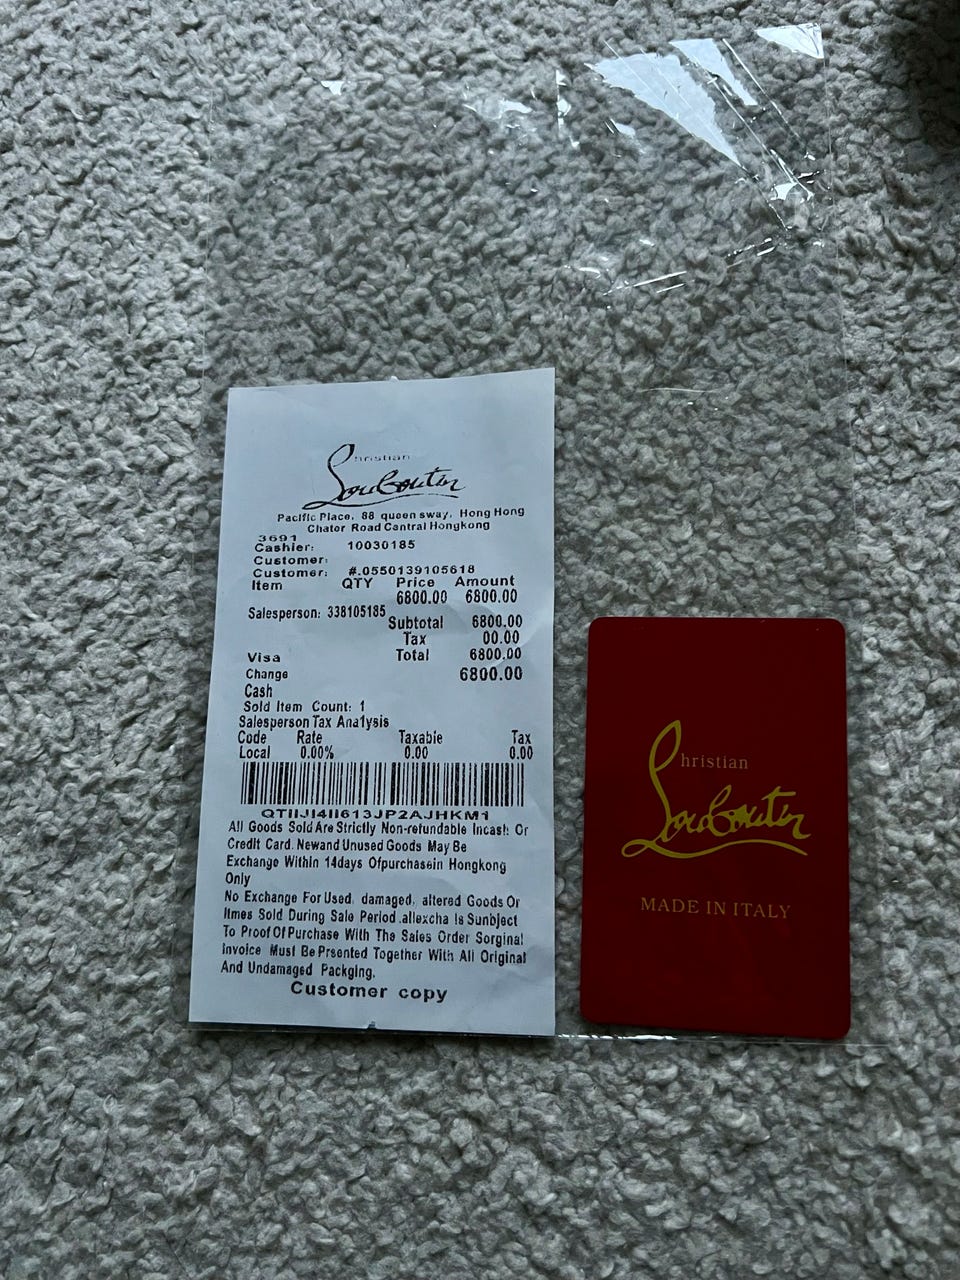 Christian
Louboutin
Pacific Place, 88 queen sway, Hong Hong
Chater Road Cantral Hongkong
3691
Cashier: 10030185
Customer:
Customer: #.0550139105618
Item QTY Price Amount
6800.00 6800.00
Salesperson: 338105185
Subtotal 6800.00
Tax 00.00
Visa Total 6800.00
Change 6800.00
Cash
Sold Item Count: 1
Salesperson Tax Ana1ysis
Code Rate Taxable Tax
Local 0.00% 0.00 0.00
QTIIJI4II613JP2AJHKM1
All Goods Sold Are Strictly Non-refundable Incash Or
Credit Card. Newand Unused Goods May Be
Exchange Within 14days Ofpurchasein Hongkong
Only
No Exchange For Used, damaged, altered Goods Or
Itmes Sold During Sale Period.allexcha Is Sunbject
To Proof Of Purchase With The Sales Order Sorginal
Invoice Must Be Prsented Together With All Original
And Undamaged Packging.
Customer copy
Christian
Louboutin
MADE IN ITALY